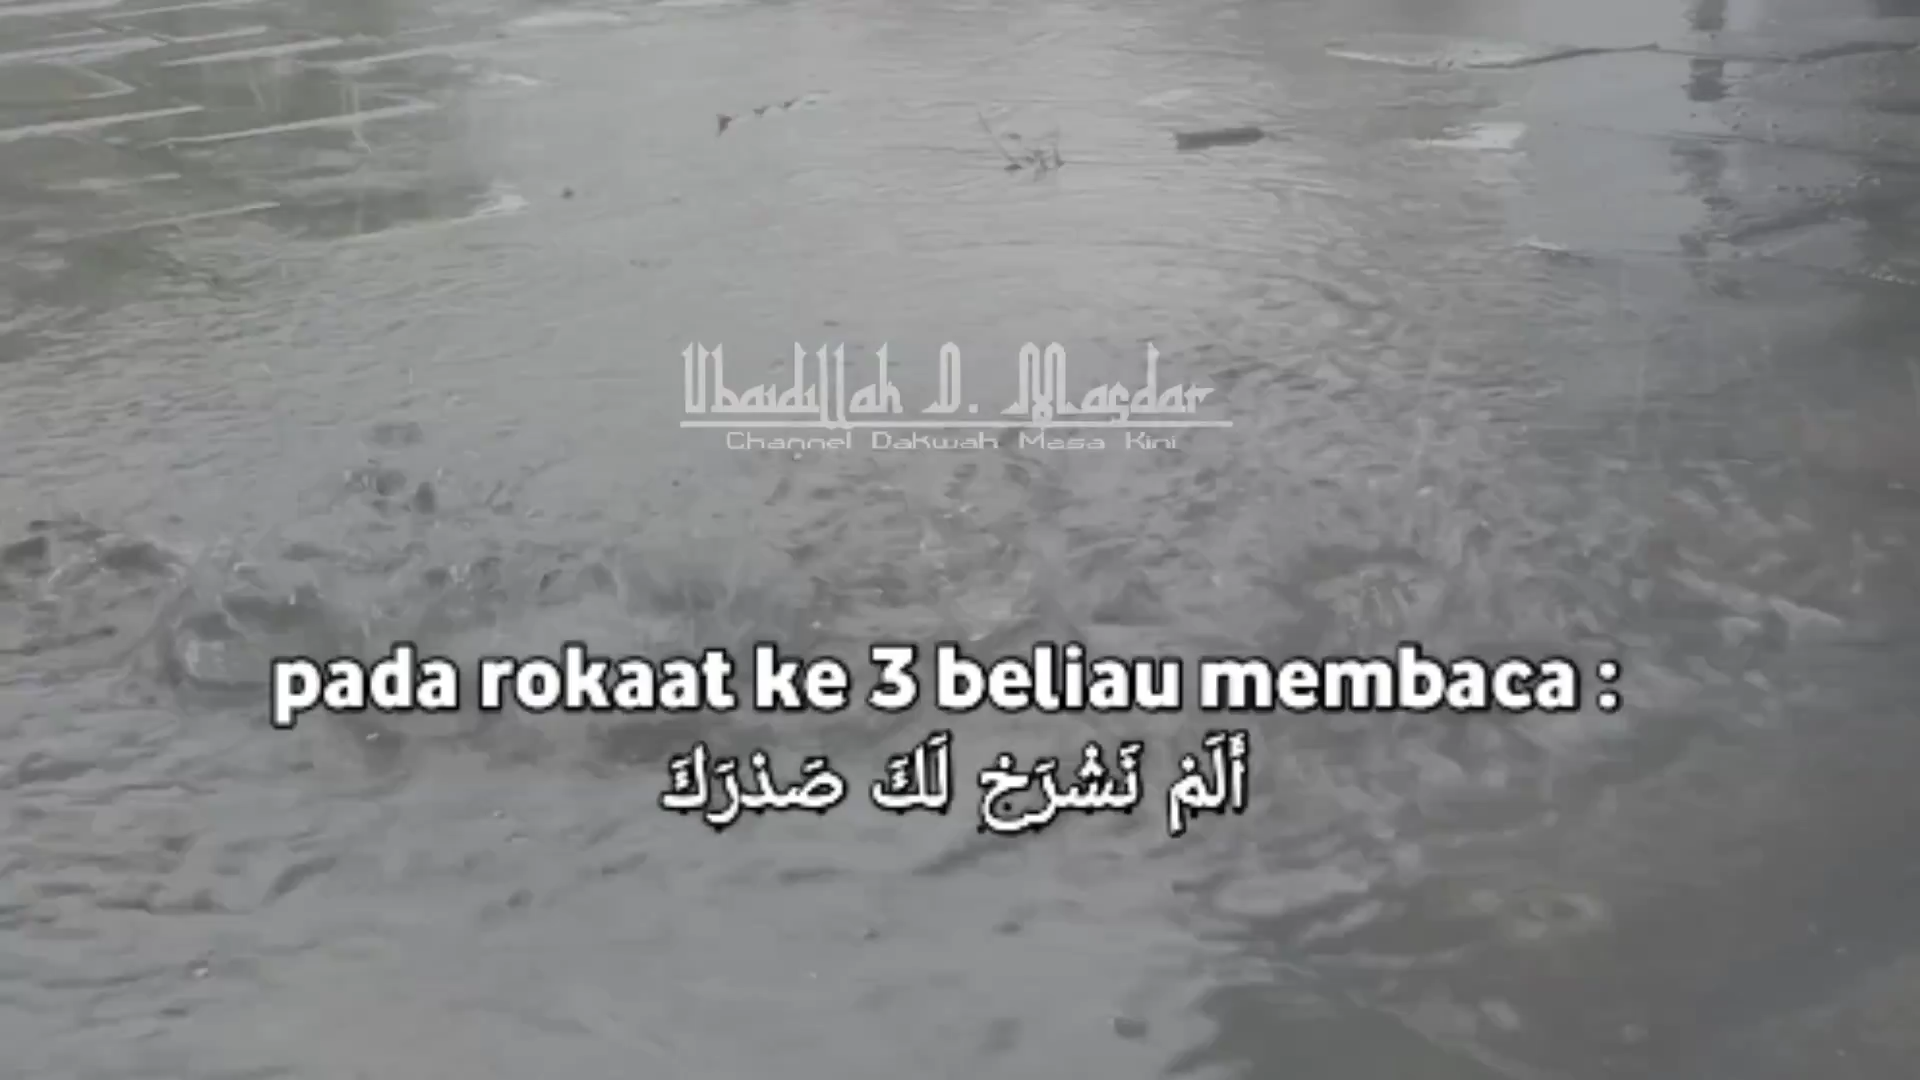 Ubaidillah D. Masdar
Channel Dakwah Masa Kini
pada rokaat ke 3 beliau membaca :
أَلَمْ نَشْرَحْ لَكَ صَدْرَكَ